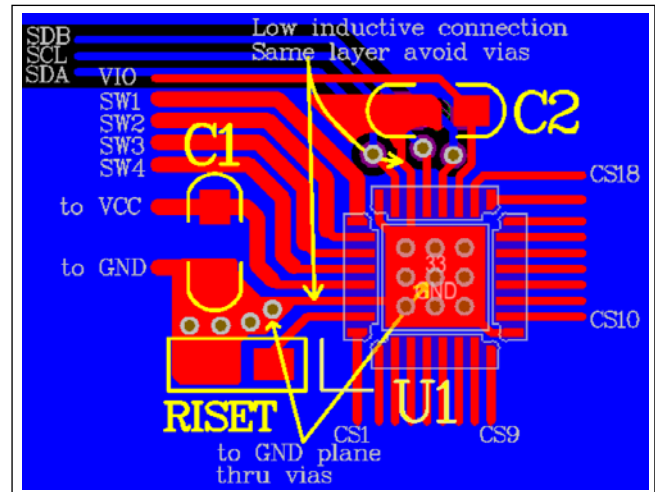 Low inductive connection
Same layer avoid vias
SDB
SCL
SDA
VIO
SW1
SW2
SW3
SW4
C1
C2
to VCC
to GND
CS18
33
GND
CS10
RISET
U1
CS1
CS9
to GND plane
thru vias